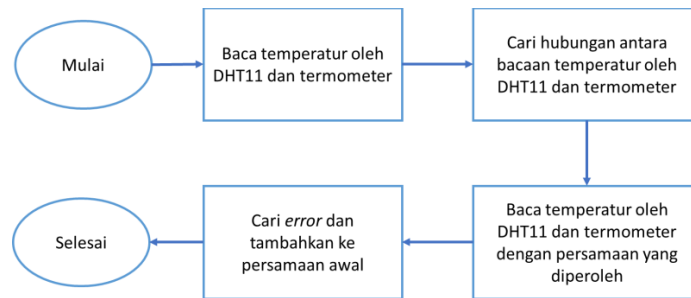 Mulai
Baca temperatur oleh
DHT11 dan termometer
Cari hubungan antara
bacaan temperatur oleh
DHT11 dan termometer
Baca temperatur oleh
DHT11 dan termometer
dengan persamaan yang
diperoleh
Cari error dan
tambahkan ke
persamaan awal
Selesai